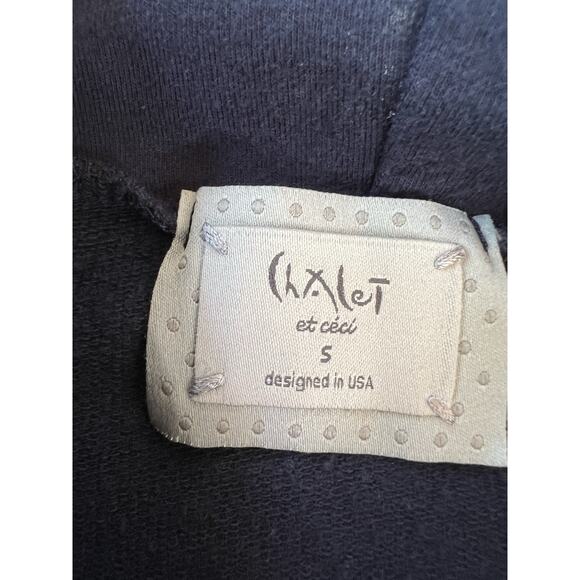 Chalet
et céci
S
designed in USA